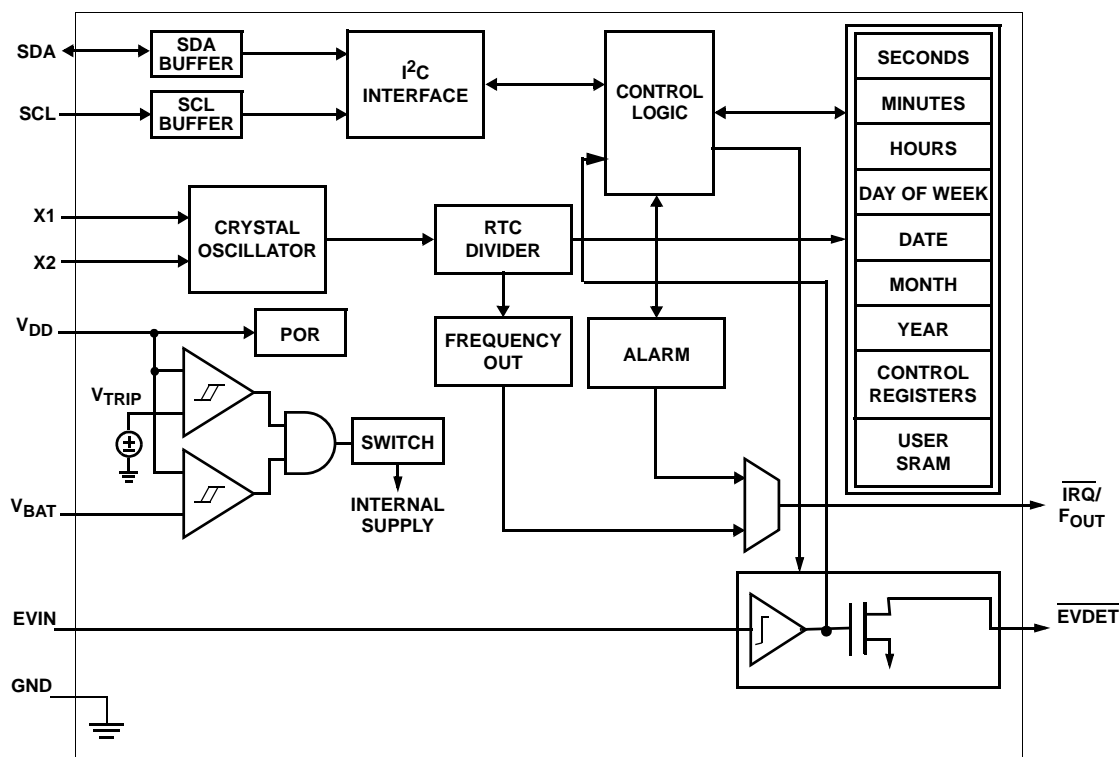 SDA
SDA
BUFFER
SCL
SCL
BUFFER
I²C
INTERFACE
CONTROL
LOGIC
SECONDS
MINUTES
HOURS
DAY OF WEEK
DATE
MONTH
YEAR
CONTROL
REGISTERS
USER
SRAM
X1
X2
CRYSTAL
OSCILLATOR
RTC
DIVIDER
VDD
POR
FREQUENCY
OUT
ALARM
VTRIP
SWITCH
INTERNAL
SUPPLY
VBAT
IRQ/
FOUT
EVIN
EVDET
GND